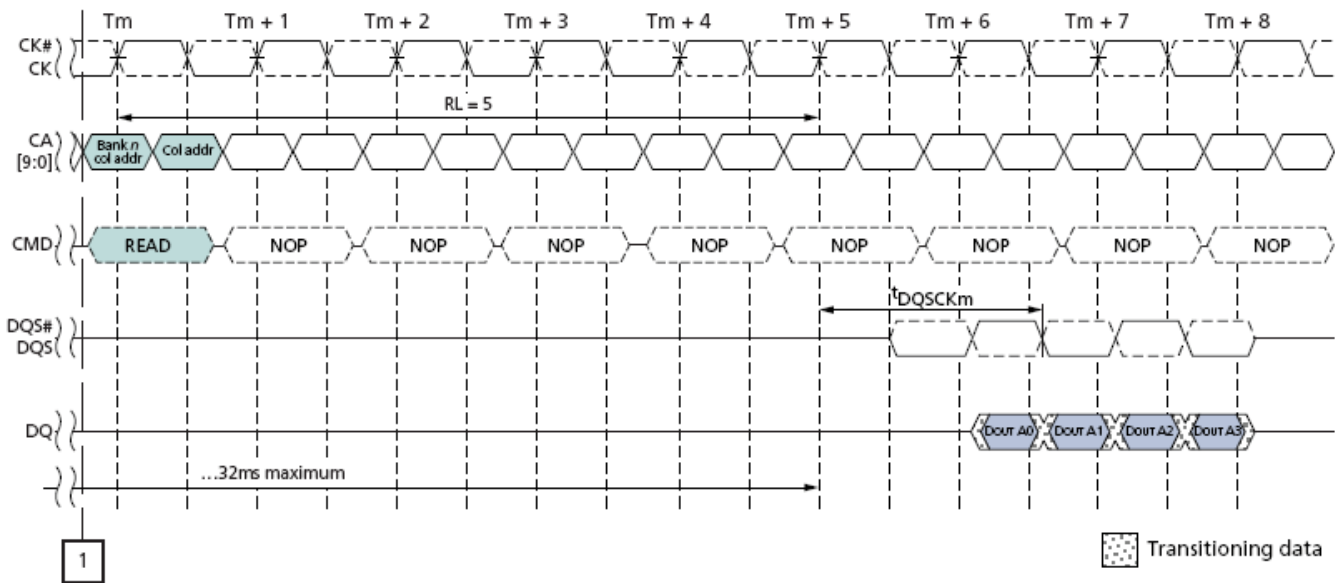 Tm Tm + 1 Tm + 2 Tm + 3 Tm + 4 Tm + 5 Tm + 6 Tm + 7 Tm + 8
CK#
CK
RL = 5
CA
[9:0]
Bank n
col addr
Col addr
CMD
READ NOP NOP NOP NOP NOP NOP NOP NOP
tDQSCKm
DQS#
DQS
DQ
DOUT A0 DOUT A1 DOUT A2 DOUT A3
...32ms maximum
1
Transitioning data